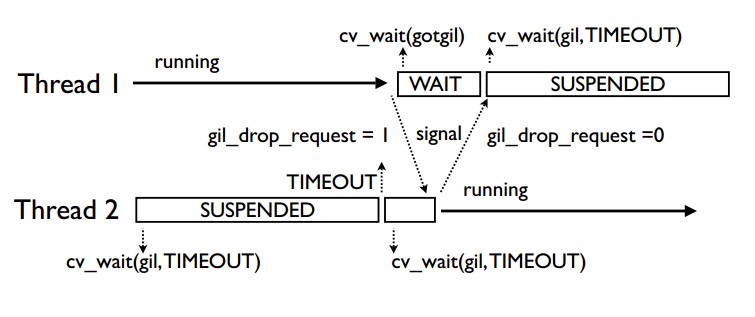 cv_wait(gotgil) cv_wait(gil,TIMEOUT)
running
Thread 1 WAIT SUSPENDED
gil_drop_request = 1 signal gil_drop_request =0
TIMEOUT running
Thread 2 SUSPENDED
cv_wait(gil,TIMEOUT) cv_wait(gil,TIMEOUT)